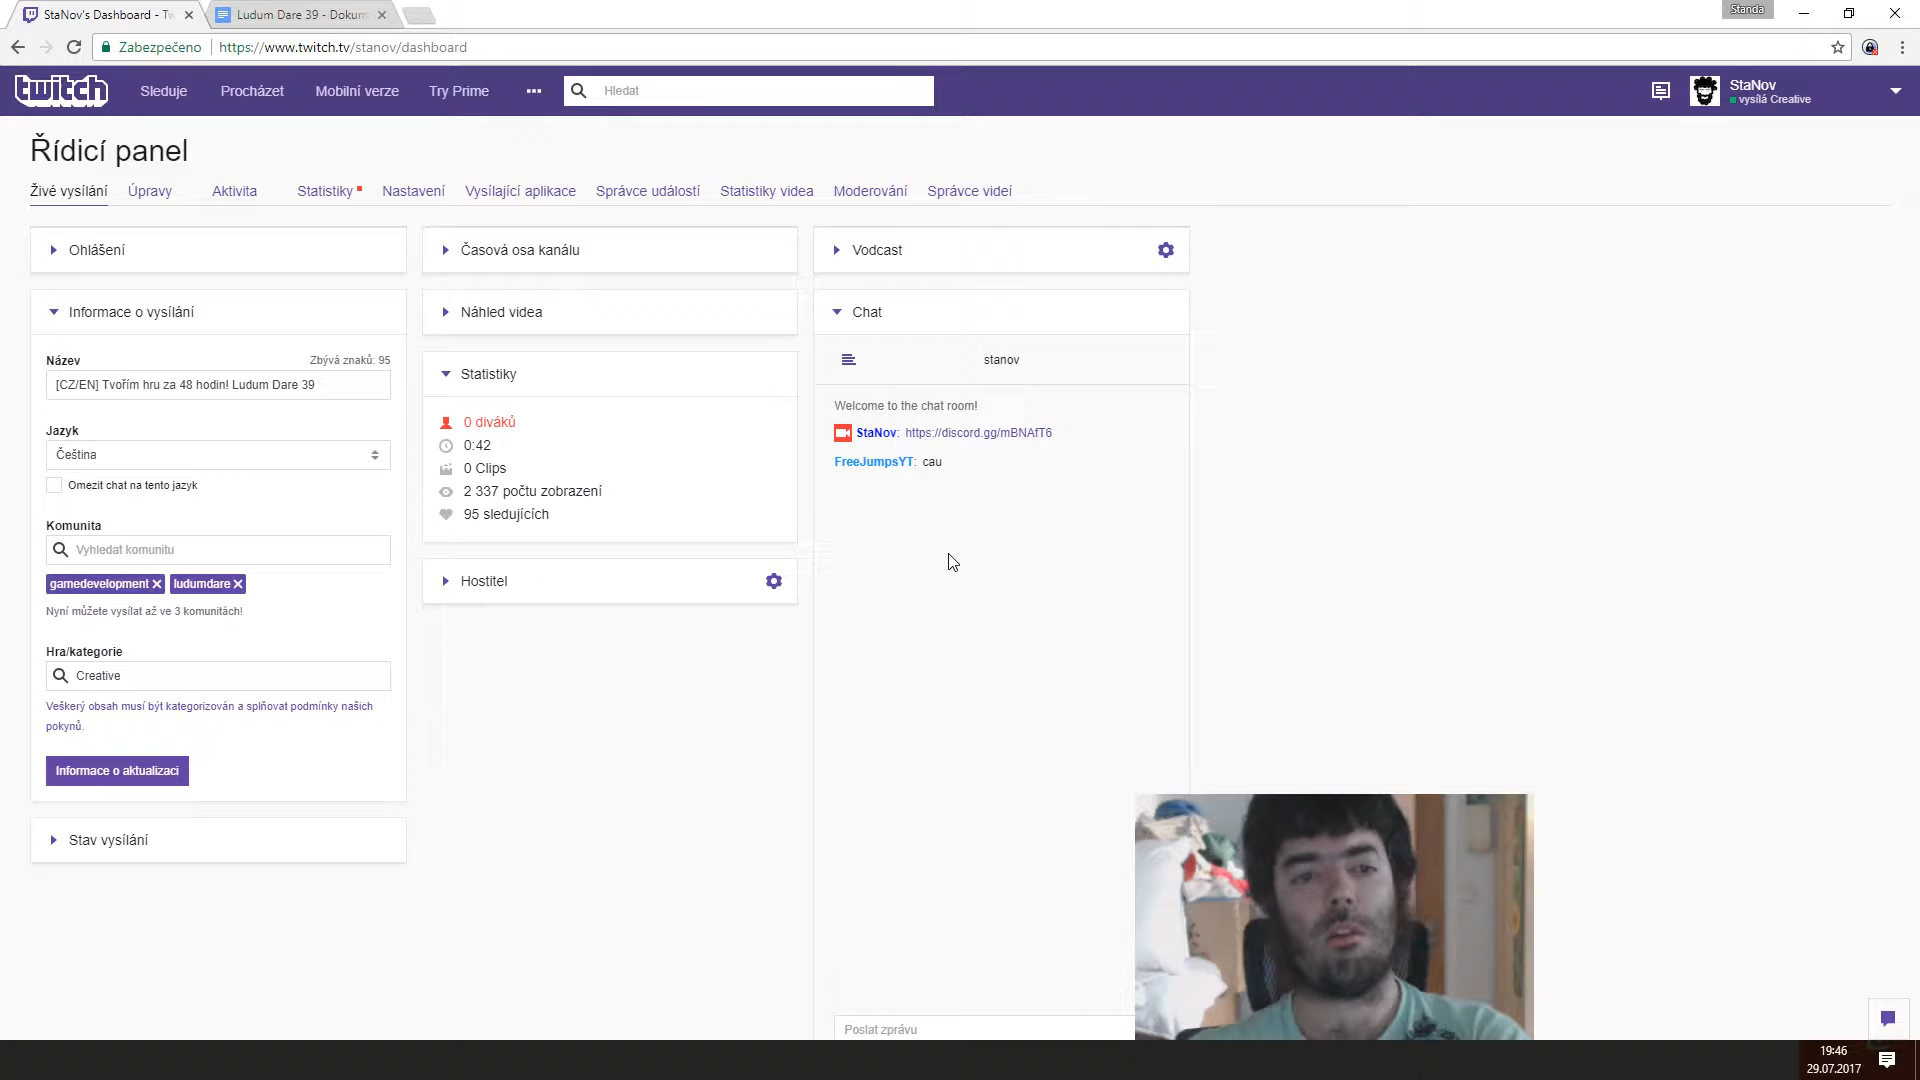 StaNov's Dashboard - Tw
Ludum Dare 39 - Dokum
Standa
Zabezpečeno
https://www.twitch.tv/stanov/dashboard
twitch
Sleduje
Procházet
Mobilní verze
Try Prime
Hledat
StaNov
vysílá Creative
Řídicí panel
Živé vysílání
Úpravy
Aktivita
Statistiky
Nastavení
Vysílající aplikace
Správce událostí
Statistiky videa
Moderování
Správce videí
Ohlášení
Informace o vysílání
Název
Zbývá znaků: 95
[CZ/EN] Tvořím hru za 48 hodin! Ludum Dare 39
Jazyk
Čeština
Omezit chat na tento jazyk
Komunita
Vyhledat komunitu
gamedevelopment
ludumdare
Nyní můžete vysílat až ve 3 komunitách!
Hra/kategorie
Creative
Veškerý obsah musí být kategorizován a splňovat podmínky našich
pokynů.
Informace o aktualizaci
Stav vysílání
Časová osa kanálu
Náhled videa
Statistiky
0 diváků
0:42
0 Clips
2 337 počtu zobrazení
95 sledujících
Hostitel
Vodcast
Chat
stanov
Welcome to the chat room!
StaNov: https://discord.gg/mBNAfT6
FreeJumpsYT: cau
Poslat zprávu
19:46
29.07.2017